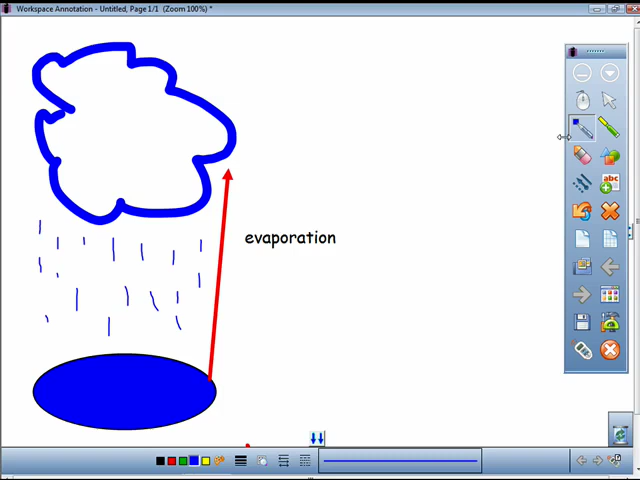 Workspace Annotation - Untitled, Page 1/1 (Zoom 100%) *
abc
evaporation